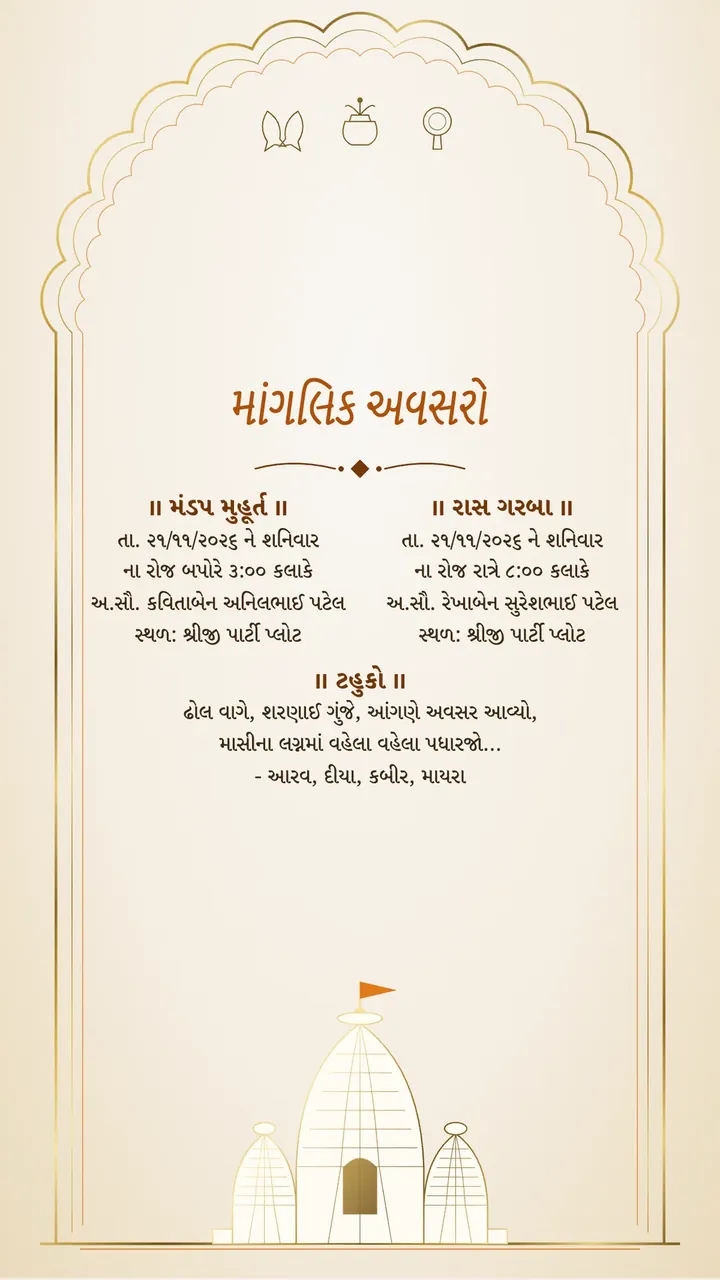 માંગલિક અવસરો
॥ મંડપ મુહૂર્ત ॥
તા. ૨૧/૧૧/૨૦૨૬ ને શનિવાર
ના રોજ બપોરે ૩:૦૦ કલાકે
અ.સૌ. કવિતાબેન અનિલભાઈ પટેલ
સ્થળ: શ્રીજી પાર્ટી પ્લોટ
॥ રાસ ગરબા ॥
તા. ૨૧/૧૧/૨૦૨૬ ને શનિવાર
ના રોજ રાત્રે ૮:૦૦ કલાકે
અ.સૌ. રેખાબેન સુરેશભાઈ પટેલ
સ્થળ: શ્રીજી પાર્ટી પ્લોટ
॥ ટહુકો ॥
ઢોલ વાગે, શરણાઈ ગુંજે, આંગણે અવસર આવ્યો,
માસીના લગ્નમાં વહેલા વહેલા પધારજો...
- આરવ, દીયા, કબીર, માયરા